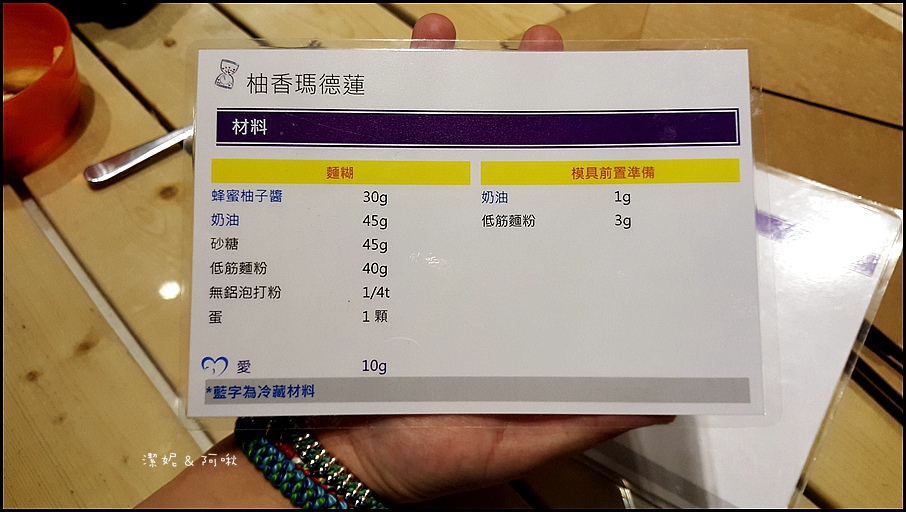 柚香瑪德蓮
材料
麵糊
蜂蜜柚子醬 30g
奶油 45g
砂糖 45g
低筋麵粉 40g
無鋁泡打粉 1/4t
蛋 1 顆
愛 10g
模具前置準備
奶油 1g
低筋麵粉 3g
*藍字為冷藏材料
潔妮 & 阿啾